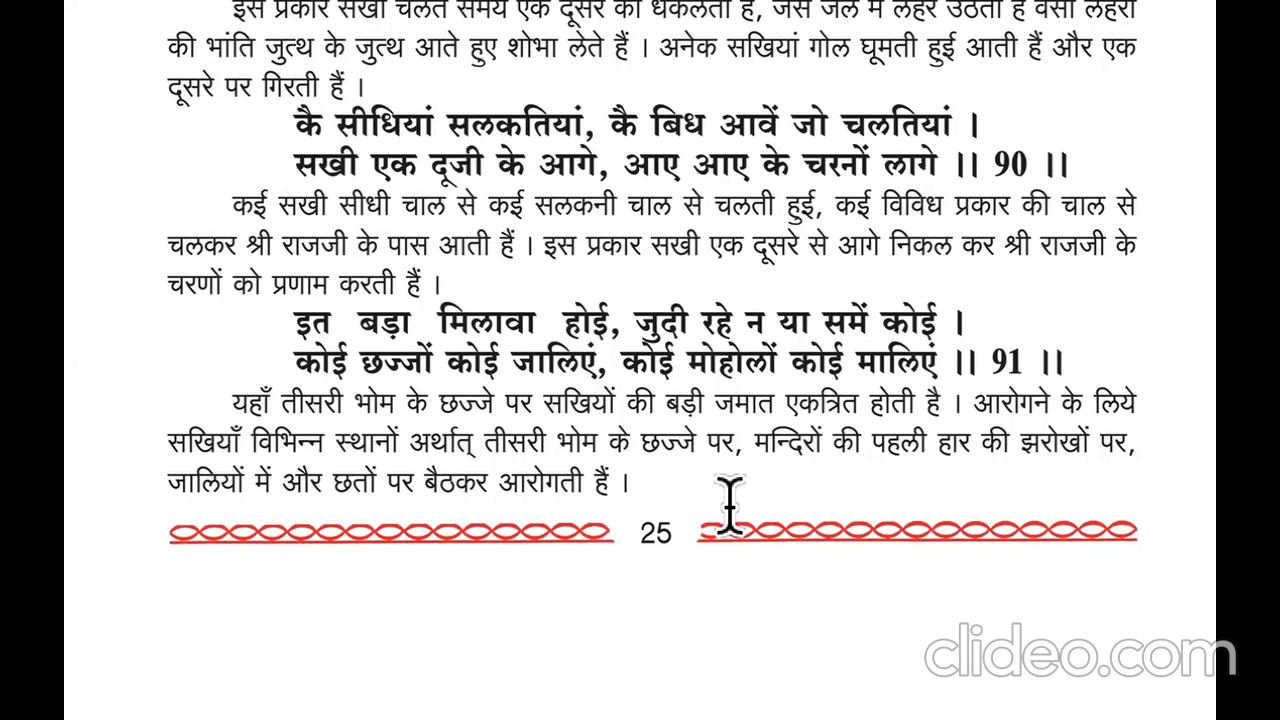 इस प्रकार सखी चलते समय एक दूसरे को धकेलती हैं, जैसे जल में लहरें उठती हैं वैसी लहरों
की भांति जुत्थ के जुत्थ आते हुए शोभा लेते हैं । अनेक सखियां गोल घूमती हुई आती हैं और एक
दूसरे पर गिरती हैं ।
कै सीधियां सलकतियां, कै बिध आवें जो चलतियां ।
सखी एक दूजी के आगे, आए आए के चरनों लागे ।। 90 ।।
कई सखी सीधी चाल से कई सलकनी चाल से चलती हुई, कई विविध प्रकार की चाल से
चलकर श्री राजजी के पास आती हैं । इस प्रकार सखी एक दूसरे से आगे निकल कर श्री राजजी के
चरणों को प्रणाम करती हैं ।
इत बड़ा मिलावा होई, जुदी रहे न या समें कोई ।
कोई छज्जों कोई जालिएं, कोई मोहोलों कोई मालिएं ।। 91 ।।
यहाँ तीसरी भोम के छज्जे पर सखियों की बड़ी जमात एकत्रित होती है । आरोगने के लिये
सखियाँ विभिन्न स्थानों अर्थात् तीसरी भोम के छज्जे पर, मन्दिरों की पहली हार की झरोखों पर,
जालियों में और छतों पर बैठकर आरोगती हैं ।
25
clideo.com